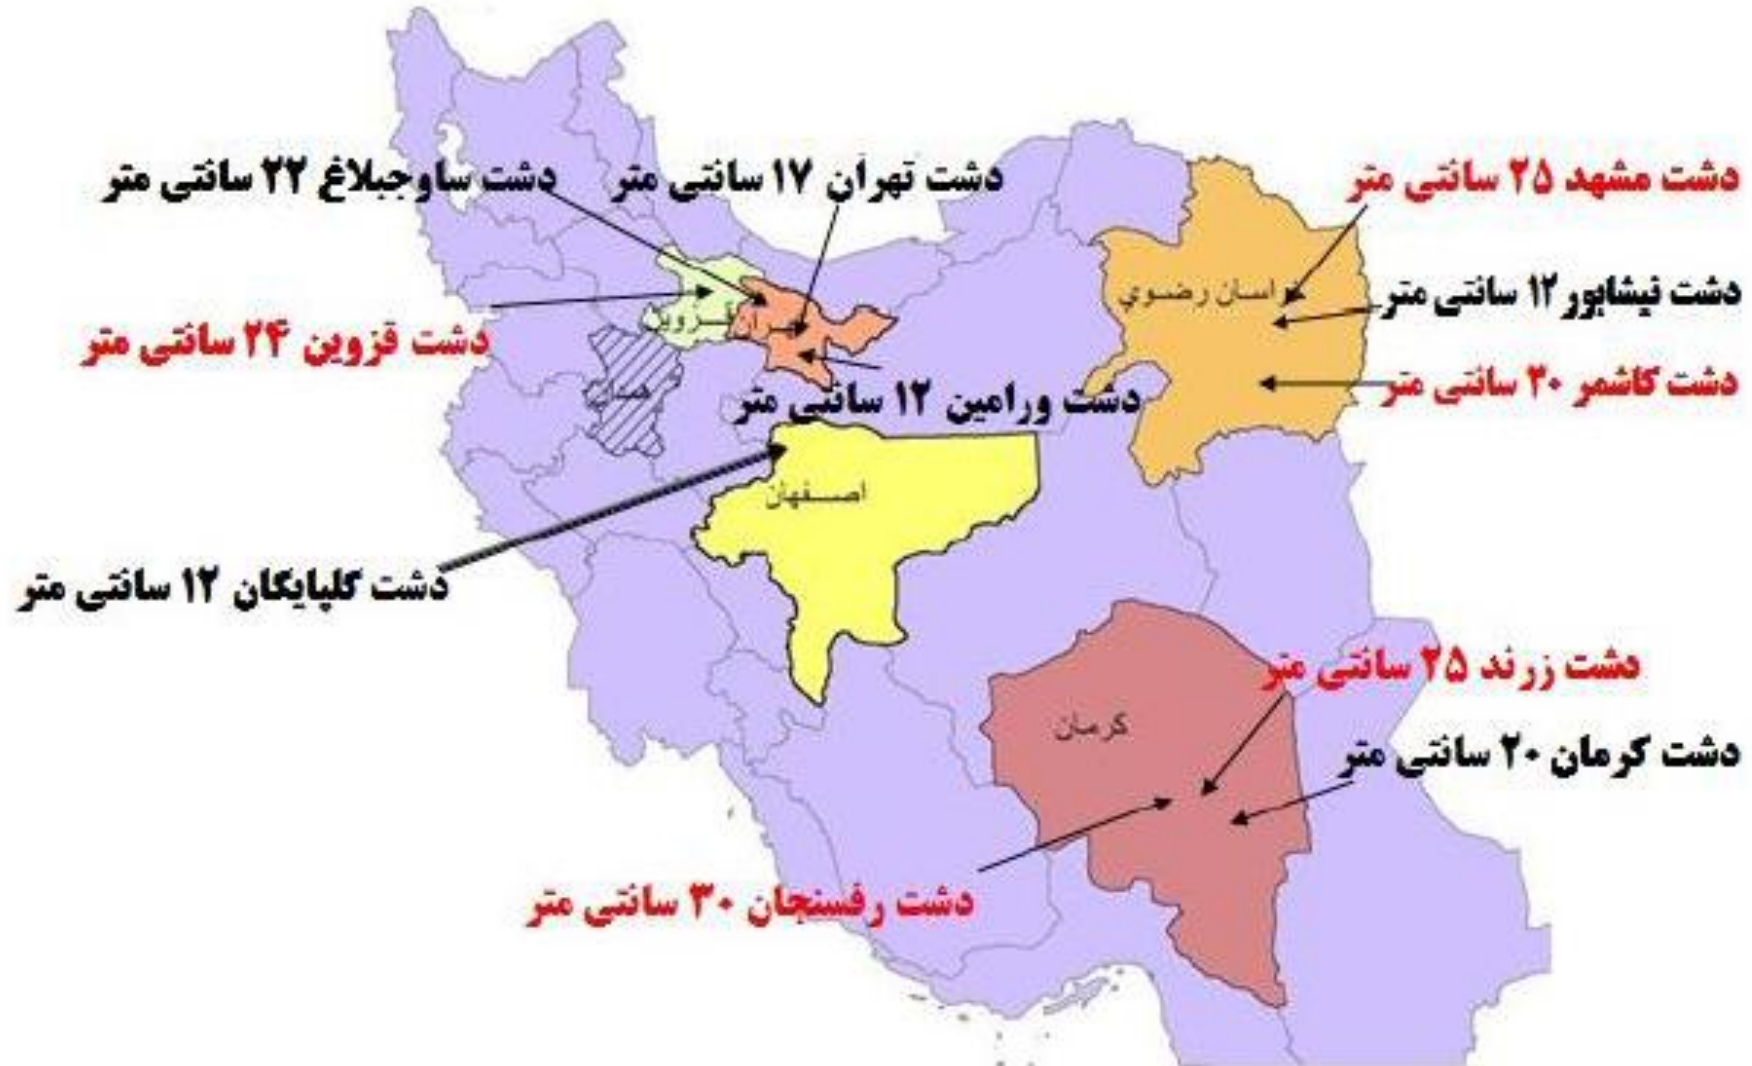 دشت ساوجبلاغ ۲۲ سانتی متر
دشت تهران ۱۷ سانتی متر
دشت مشهد ۲۵ سانتی متر
دشت نیشابور ۱۲ سانتی متر
اسان رضوي
دشت کاشمر ۳۰ سانتی متر
دشت قزوین ۲۴ سانتی متر
قزوین
دشت ورامین ۱۲ سانتی متر
اصفهان
دشت گلپایگان ۱۲ سانتی متر
دشت زرند ۲۵ سانتی متر
کرمان
دشت کرمان ۲۰ سانتی متر
دشت رفسنجان ۳۰ سانتی متر